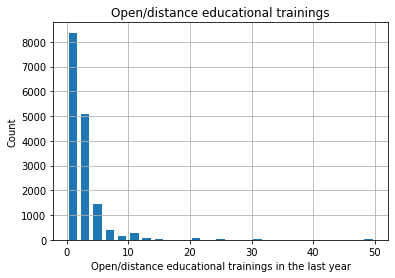 Open/distance educational trainings
8000
7000
6000
5000
4000
3000
2000
1000
0
Count
0 10 20 30 40 50
Open/distance educational trainings in the last year